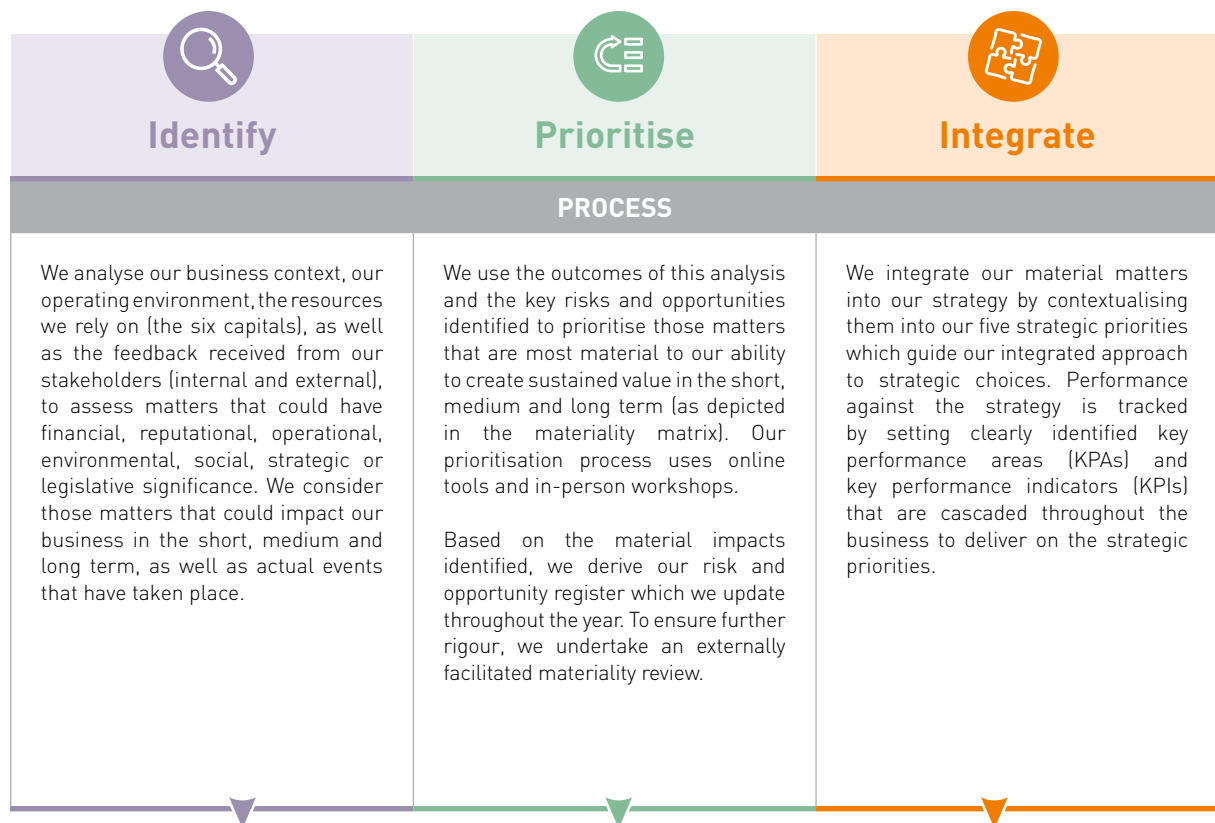 Identify
Prioritise
Integrate
PROCESS
We analyse our business context, our
operating environment, the resources
we rely on (the six capitals), as well
as the feedback received from our
stakeholders (internal and external),
to assess matters that could have
financial, reputational, operational,
environmental, social, strategic or
legislative significance. We consider
those matters that could impact our
business in the short, medium and
long term, as well as actual events
that have taken place.
We use the outcomes of this analysis
and the key risks and opportunities
identified to prioritise those matters
that are most material to our ability
to create sustained value in the short,
medium and long term (as depicted
in the materiality matrix). Our
prioritisation process uses online
tools and in-person workshops.
Based on the material impacts
identified, we derive our risk and
opportunity register which we update
throughout the year. To ensure further
rigour, we undertake an externally
facilitated materiality review.
We integrate our material matters
into our strategy by contextualising
them into our five strategic priorities
which guide our integrated approach
to strategic choices. Performance
against the strategy is tracked
by setting clearly identified key
performance areas (KPAs) and
key performance indicators (KPIs)
that are cascaded throughout the
business to deliver on the strategic
priorities.